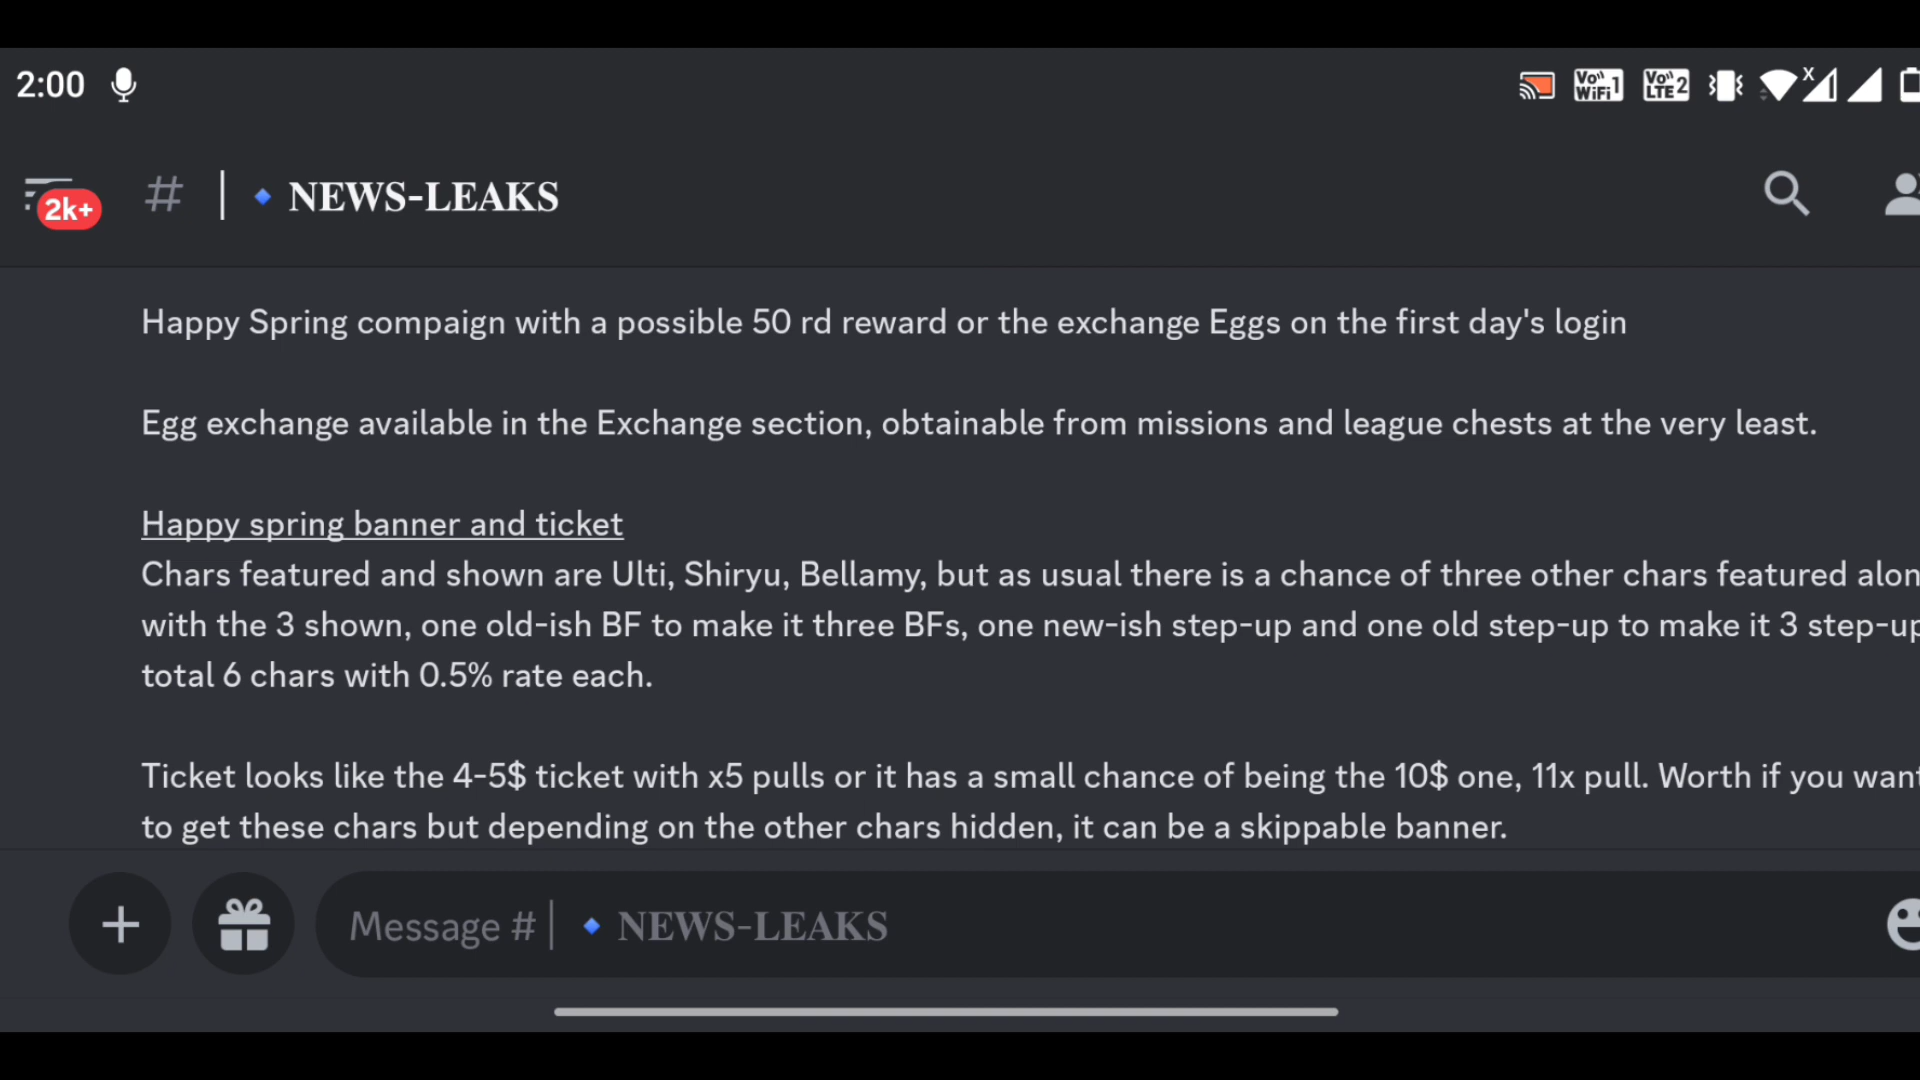 2:00
Vo WiFi 1 Vo LTE 2 x
2k+ # | NEWS-LEAKS
Happy Spring compaign with a possible 50 rd reward or the exchange Eggs on the first day's login
Egg exchange available in the Exchange section, obtainable from missions and league chests at the very least.
Happy spring banner and ticket
Chars featured and shown are Ulti, Shiryu, Bellamy, but as usual there is a chance of three other chars featured alon
with the 3 shown, one old-ish BF to make it three BFs, one new-ish step-up and one old step-up to make it 3 step-up
total 6 chars with 0.5% rate each.
Ticket looks like the 4-5$ ticket with x5 pulls or it has a small chance of being the 10$ one, 11x pull. Worth if you want
to get these chars but depending on the other chars hidden, it can be a skippable banner.
Message # | NEWS-LEAKS